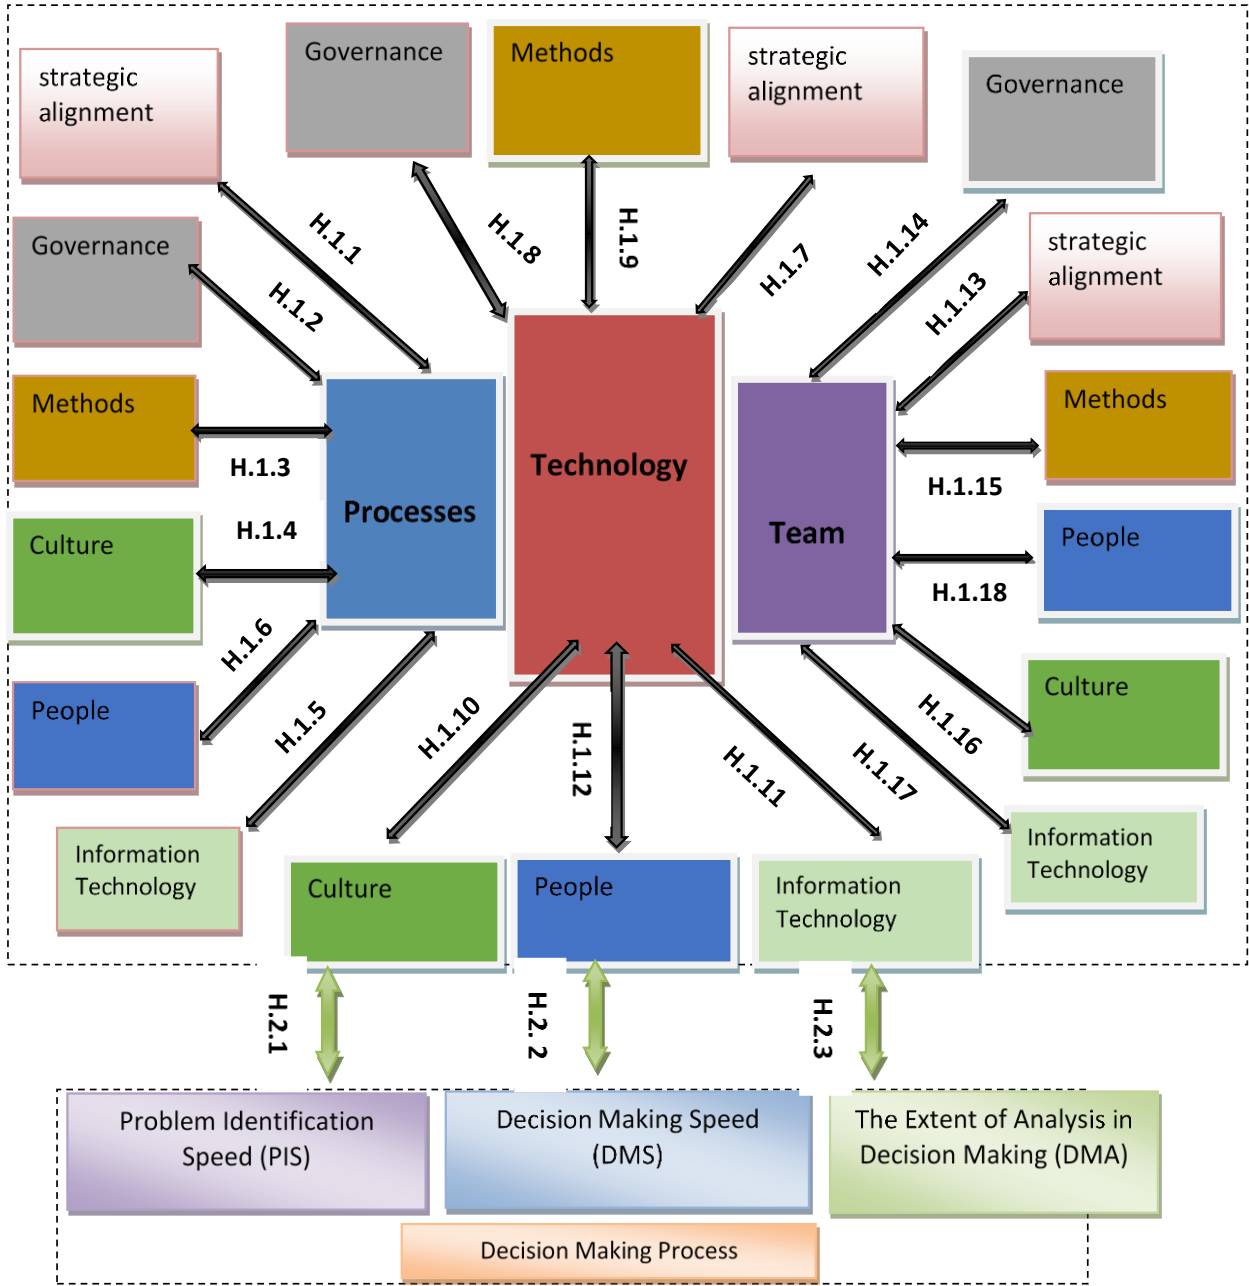 Governance
Methods
strategic
alignment
strategic
alignment
Governance
H.1.1
H.1.8
H.1.9
H.1.7
H.1.14
Governance
H.1.2
H.1.13
strategic
alignment
Methods
H.1.3
Technology
Methods
H.1.15
Processes
Culture
H.1.4
Team
People
H.1.18
H.1.6
People
H.1.5
H.1.10
H.1.12
H.1.11
H.1.17
H.1.16
Culture
Information
Technology
Culture
People
Information
Technology
Information
Technology
H.2.1
H.2. 2
H.2.3
Problem Identification
Speed (PIS)
Decision Making Speed
(DMS)
The Extent of Analysis in
Decision Making (DMA)
Decision Making Process